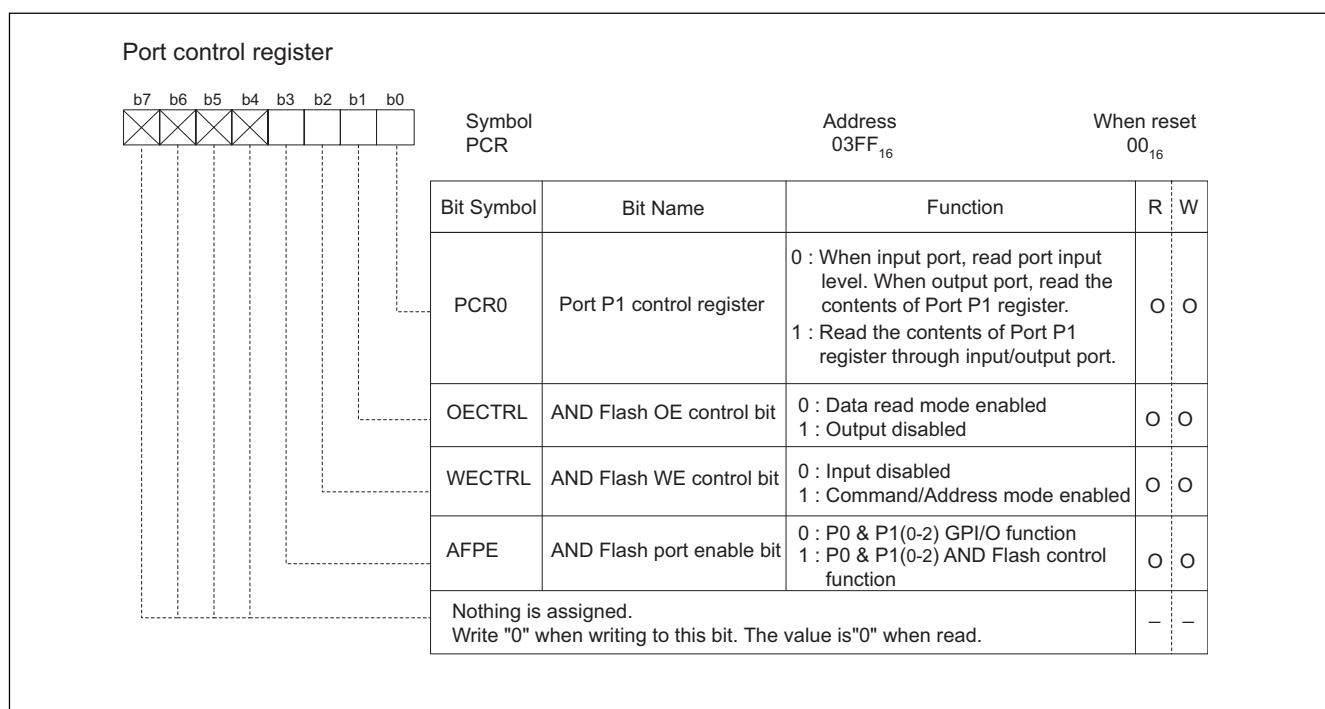 Port control register
b7 b6 b5 b4 b3 b2 b1 b0
Symbol Address When reset
PCR 03FF16 0016
Bit Symbol Bit Name Function R W
PCR0 Port P1 control register 0 : When input port, read port input
level. When output port, read the
contents of Port P1 register.
1 : Read the contents of Port P1
register through input/output port.
O O
OECTRL AND Flash OE control bit 0 : Data read mode enabled
1 : Output disabled
O O
WECTRL AND Flash WE control bit 0 : Input disabled
1 : Command/Address mode enabled
O O
AFPE AND Flash port enable bit 0 : P0 & P1(0-2) GPI/O function
1 : P0 & P1(0-2) AND Flash control
function
O O
Nothing is assigned.
Write "0" when writing to this bit. The value is"0" when read.
– –